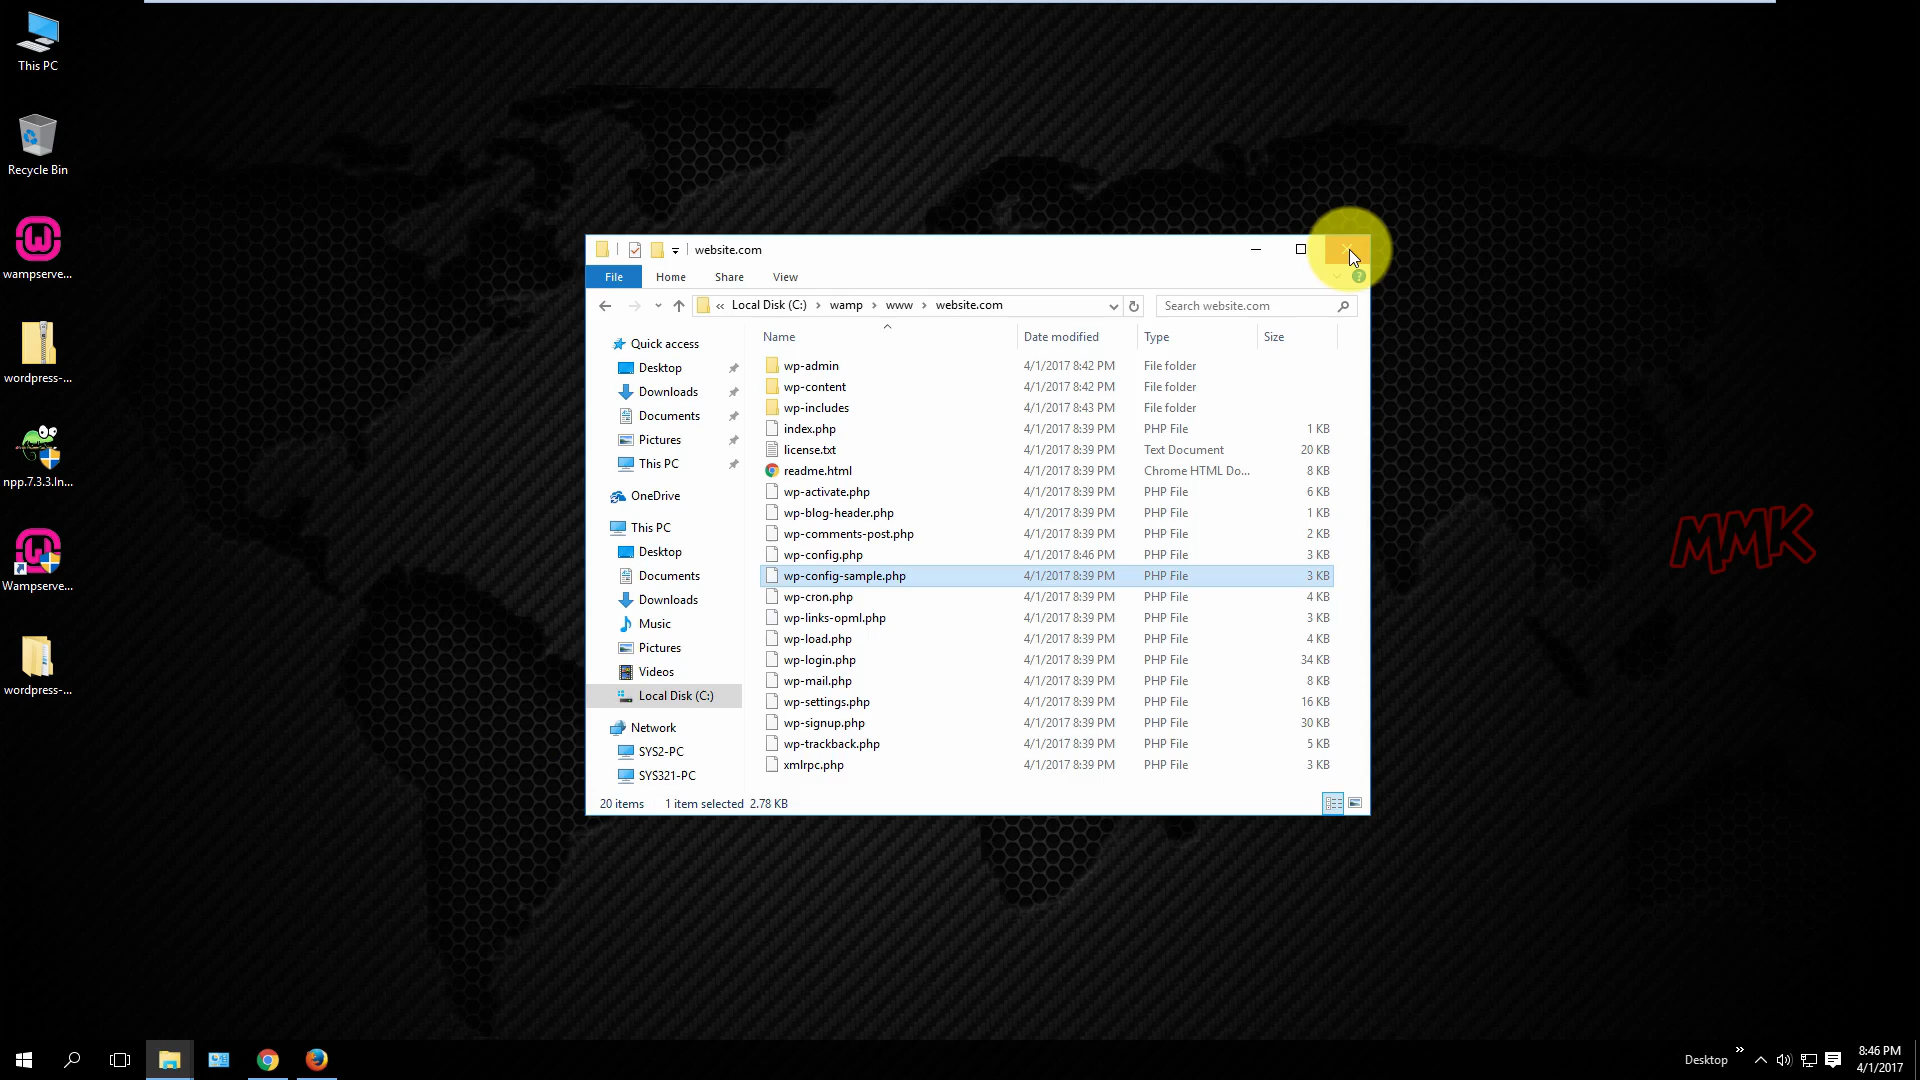 This PC
Recycle Bin
wampserve...
wordpress-...
npp.7.3.3.In...
Wampserve...
wordpress-...
website.com
File Home Share View
« Local Disk (C:) › wamp › www › website.com
Search website.com
Name Date modified Type Size
Quick access
Desktop
Downloads
Documents
Pictures
This PC
OneDrive
This PC
Desktop
Documents
Downloads
Music
Pictures
Videos
Local Disk (C:)
Network
SYS2-PC
SYS321-PC
wp-admin 4/1/2017 8:42 PM File folder
wp-content 4/1/2017 8:42 PM File folder
wp-includes 4/1/2017 8:43 PM File folder
index.php 4/1/2017 8:39 PM PHP File 1 KB
license.txt 4/1/2017 8:39 PM Text Document 20 KB
readme.html 4/1/2017 8:39 PM Chrome HTML Do... 8 KB
wp-activate.php 4/1/2017 8:39 PM PHP File 6 KB
wp-blog-header.php 4/1/2017 8:39 PM PHP File 1 KB
wp-comments-post.php 4/1/2017 8:39 PM PHP File 2 KB
wp-config.php 4/1/2017 8:46 PM PHP File 3 KB
wp-config-sample.php 4/1/2017 8:39 PM PHP File 3 KB
wp-cron.php 4/1/2017 8:39 PM PHP File 4 KB
wp-links-opml.php 4/1/2017 8:39 PM PHP File 3 KB
wp-load.php 4/1/2017 8:39 PM PHP File 4 KB
wp-login.php 4/1/2017 8:39 PM PHP File 34 KB
wp-mail.php 4/1/2017 8:39 PM PHP File 8 KB
wp-settings.php 4/1/2017 8:39 PM PHP File 16 KB
wp-signup.php 4/1/2017 8:39 PM PHP File 30 KB
wp-trackback.php 4/1/2017 8:39 PM PHP File 5 KB
xmlrpc.php 4/1/2017 8:39 PM PHP File 3 KB
20 items 1 item selected 2.78 KB
MMK
Desktop
8:46 PM
4/1/2017